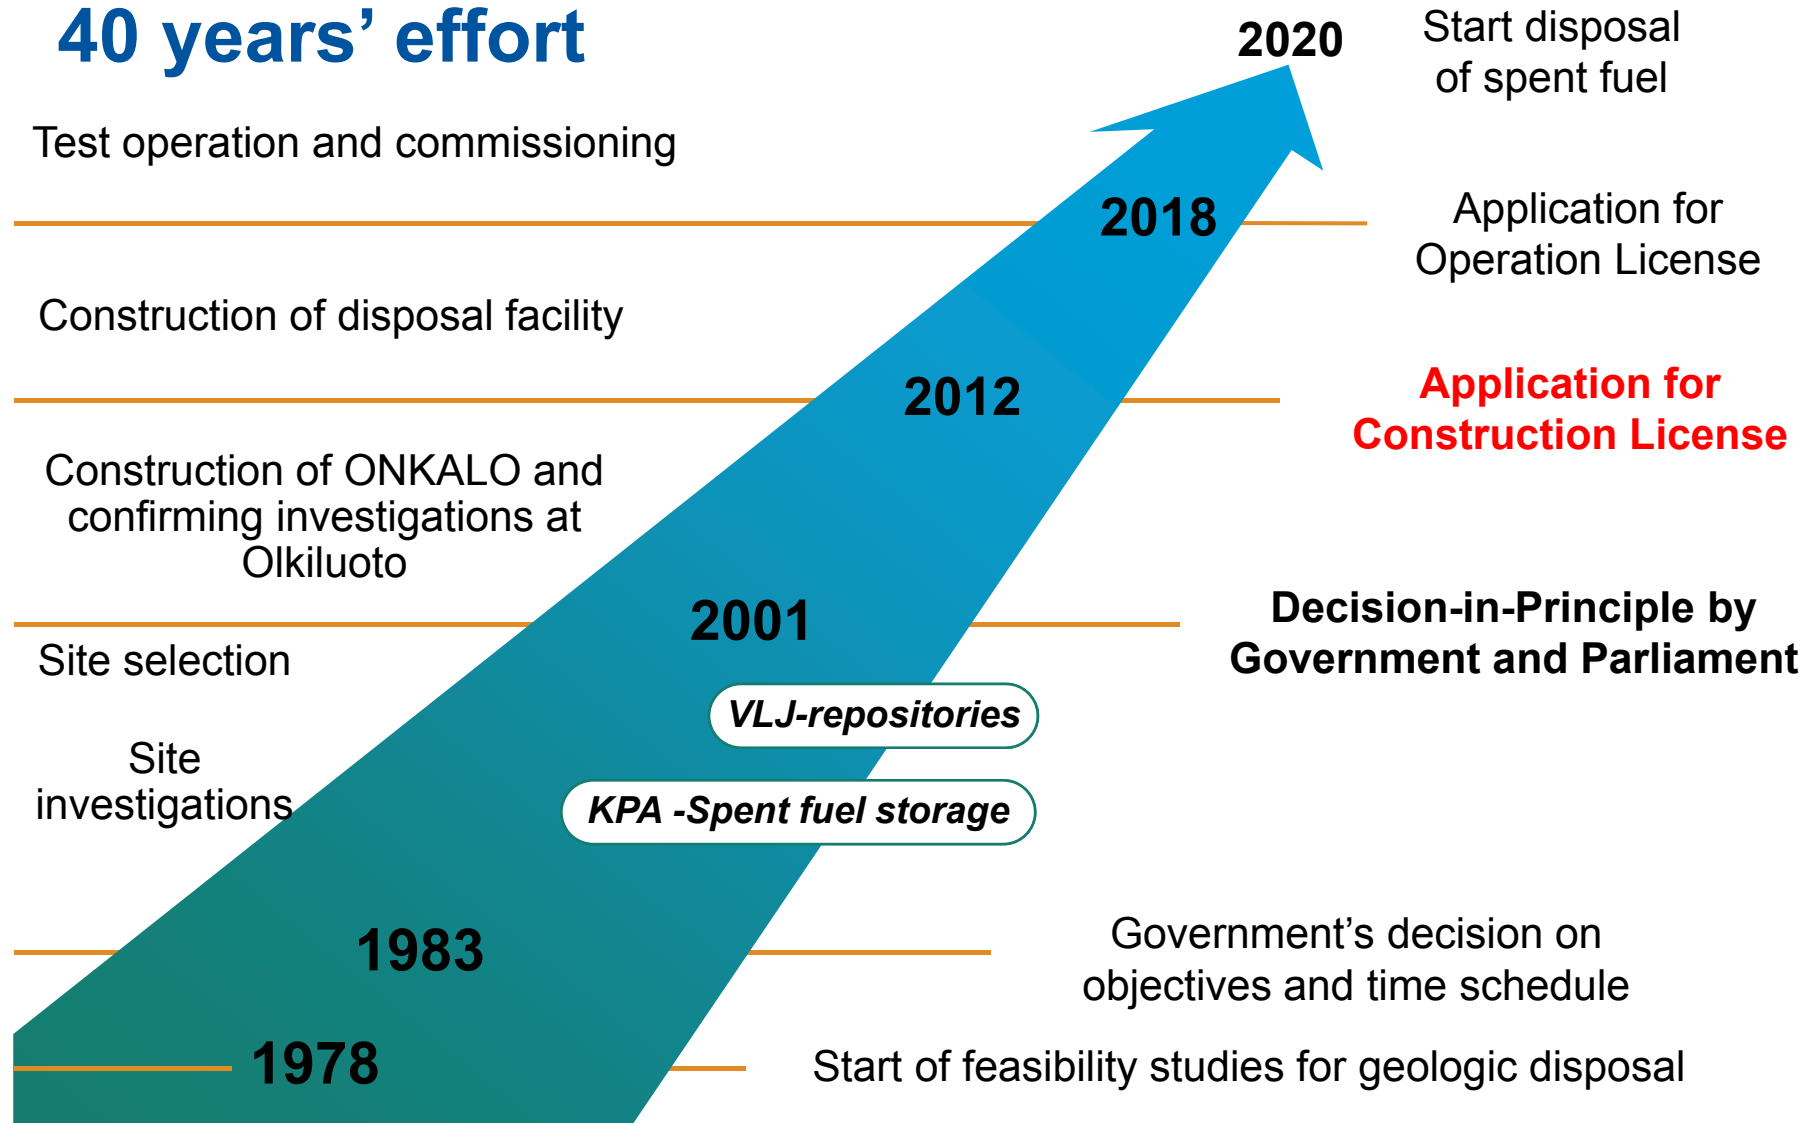 40 years’ effort
2020
Start disposal
of spent fuel
Test operation and commissioning
2018
Application for
Operation License
Construction of disposal facility
2012
Application for
Construction License
Construction of ONKALO and
confirming investigations at
Olkiluoto
2001
Decision-in-Principle by
Government and Parliament
Site selection
VLJ-repositories
Site
investigations
KPA -Spent fuel storage
1983
Government’s decision on
objectives and time schedule
1978
Start of feasibility studies for geologic disposal